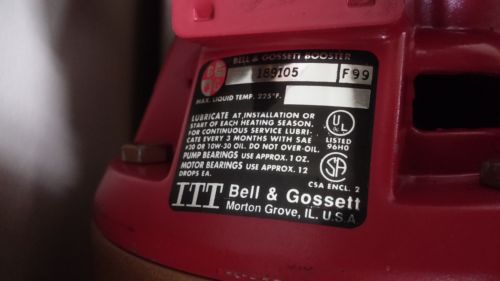 BELL & GOSSETT BOOSTER
B G
189105 F99
MAX. LIQUID TEMP. 225°F.
LUBRICATE AT INSTALLATION OR
START OF EACH HEATING SEASON.
FOR CONTINUOUS SERVICE LUBRI-
CATE EVERY 3 MONTHS WITH SAE
#20 OR 10W-30 OIL. DO NOT OVER-OIL.
PUMP BEARINGS USE APPROX. 1 OZ.
MOTOR BEARINGS USE APPROX. 12
DROPS EA.
UL
LISTED
96H0
SA
CSA ENCL. 2
ITT Bell & Gossett
Morton Grove, IL. U.S.A